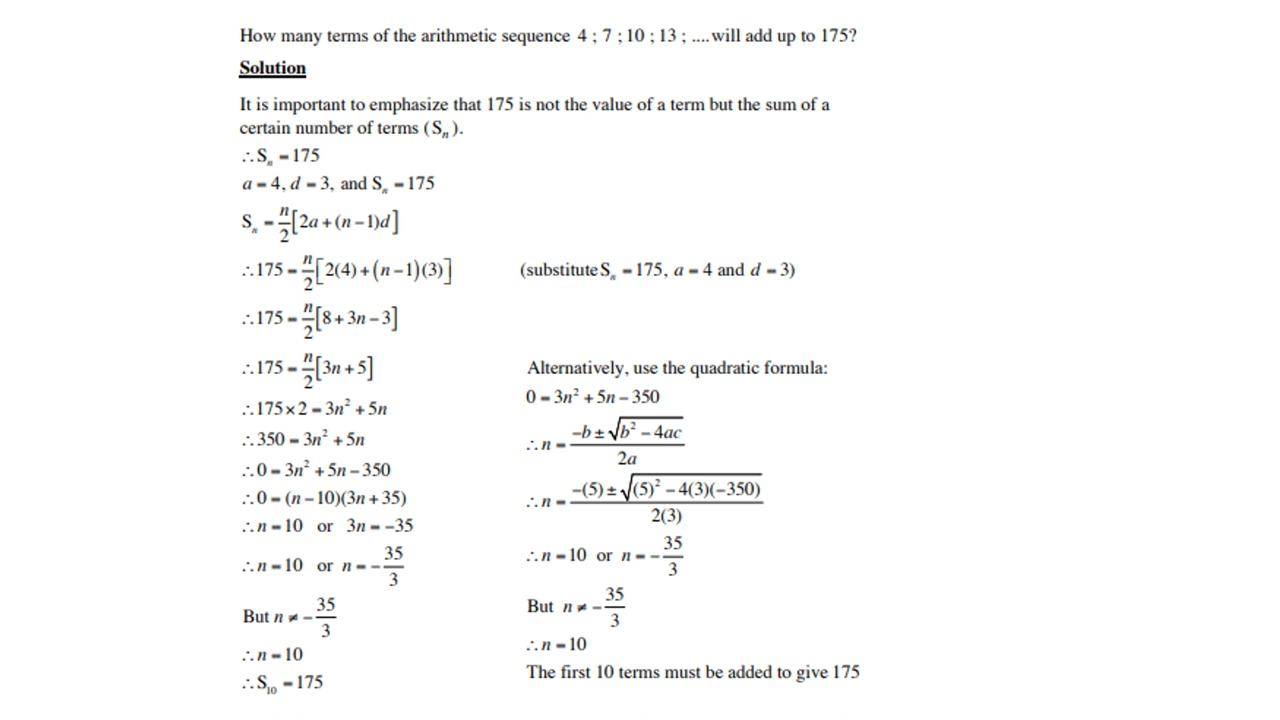 How many terms of the arithmetic sequence 4 ; 7 ; 10 ; 13 ; .... will add up to 175?
Solution
It is important to emphasize that 175 is not the value of a term but the sum of a
certain number of terms (Sₙ).
∴Sₙ = 175
a = 4, d = 3, and Sₙ = 175
Sₙ = n/2[2a + (n − 1)d]
∴175 = n/2[2(4) + (n − 1)(3)] (substitute Sₙ = 175, a = 4 and d = 3)
∴175 = n/2[8 + 3n − 3]
∴175 = n/2[3n + 5]
∴175 × 2 = 3n² + 5n
∴350 = 3n² + 5n
∴0 = 3n² + 5n − 350
∴0 = (n − 10)(3n + 35)
∴n = 10 or 3n = −35
∴n = 10 or n = −35/3
But n ≠ −35/3
∴n = 10
∴S₁₀ = 175
Alternatively, use the quadratic formula:
0 = 3n² + 5n − 350
∴n = (−b ± √(b² − 4ac))/2a
∴n = (−(5) ± √((5)² − 4(3)(−350)))/2(3)
∴n = 10 or n = −35/3
But n ≠ −35/3
∴n = 10
The first 10 terms must be added to give 175